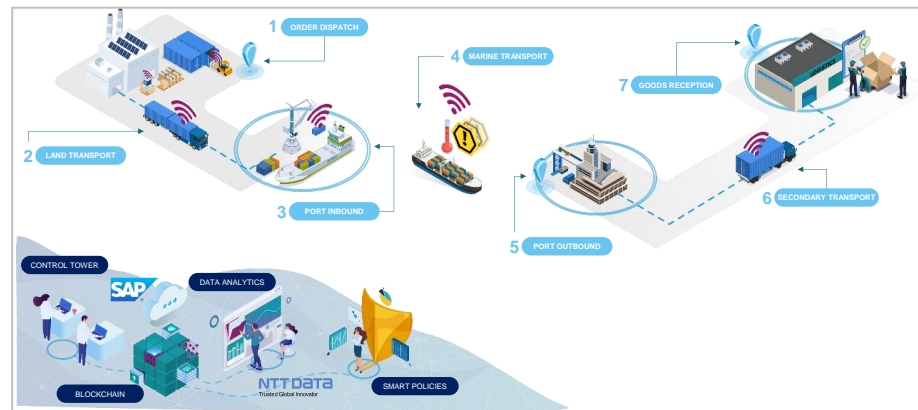 1 ORDER DISPATCH
2 LAND TRANSPORT
3 PORT INBOUND
4 MARINE TRANSPORT
5 PORT OUTBOUND
6 SECONDARY TRANSPORT
7 GOODS RECEPTION
LOGISTICS
CONTROL TOWER
SAP
DATA ANALYTICS
BLOCKCHAIN
NTT DATA
Trusted Global Innovator
SMART POLICIES